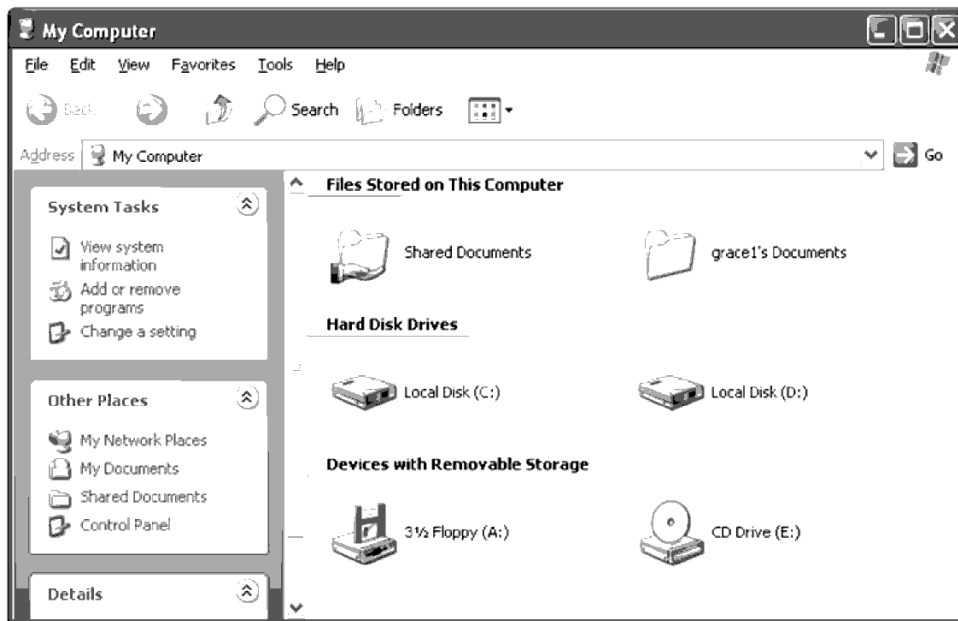 My Computer
File Edit View Favorites Tools Help
Back Search Folders
Address My Computer Go
System Tasks
View system
information
Add or remove
programs
Change a setting
Other Places
My Network Places
My Documents
Shared Documents
Control Panel
Details
Files Stored on This Computer
Shared Documents grace1's Documents
Hard Disk Drives
Local Disk (C:) Local Disk (D:)
Devices with Removable Storage
3½ Floppy (A:) CD Drive (E:)